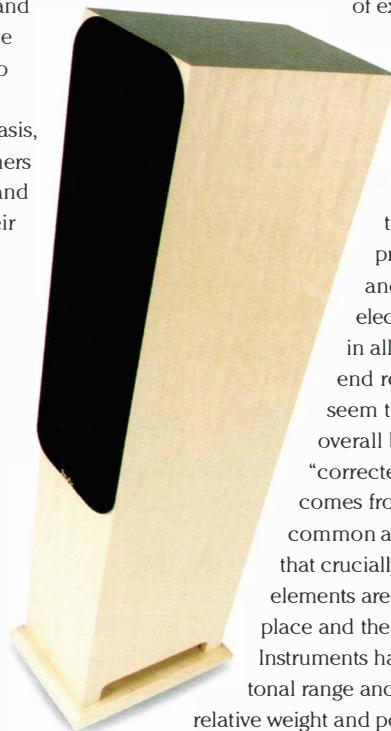 and
e
o
asis,
ners
and
eir
of ex
t
pr
and
elec
in all
end re
seem t
overall b
“correcte
comes fro
common a
that crucially
elements are
place and the
Instruments ha
tonal range and
relative weight and po